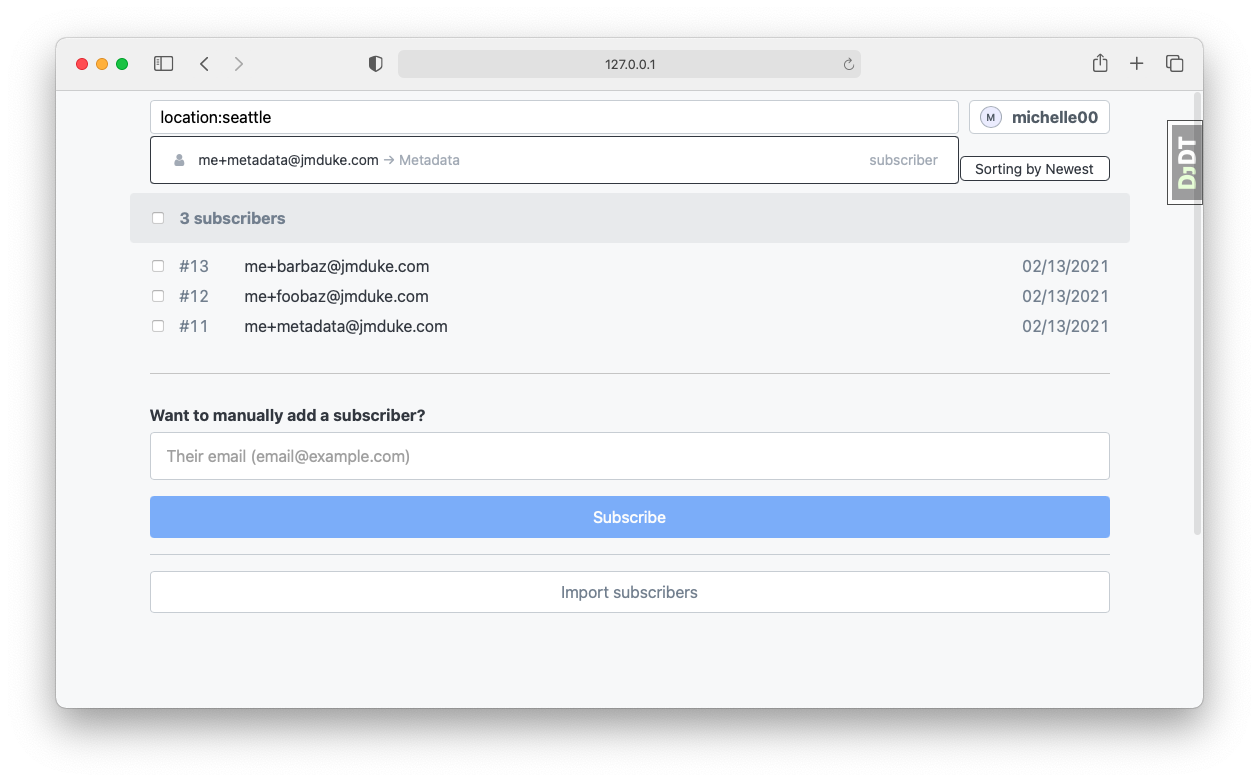 127.0.0.1
location:seattle
M michelle00
me+metadata@jmduke.com → Metadata subscriber
Sorting by Newest
DJDT
3 subscribers
#13 me+barbaz@jmduke.com 02/13/2021
#12 me+foobaz@jmduke.com 02/13/2021
#11 me+metadata@jmduke.com 02/13/2021
Want to manually add a subscriber?
Their email (email@example.com)
Subscribe
Import subscribers